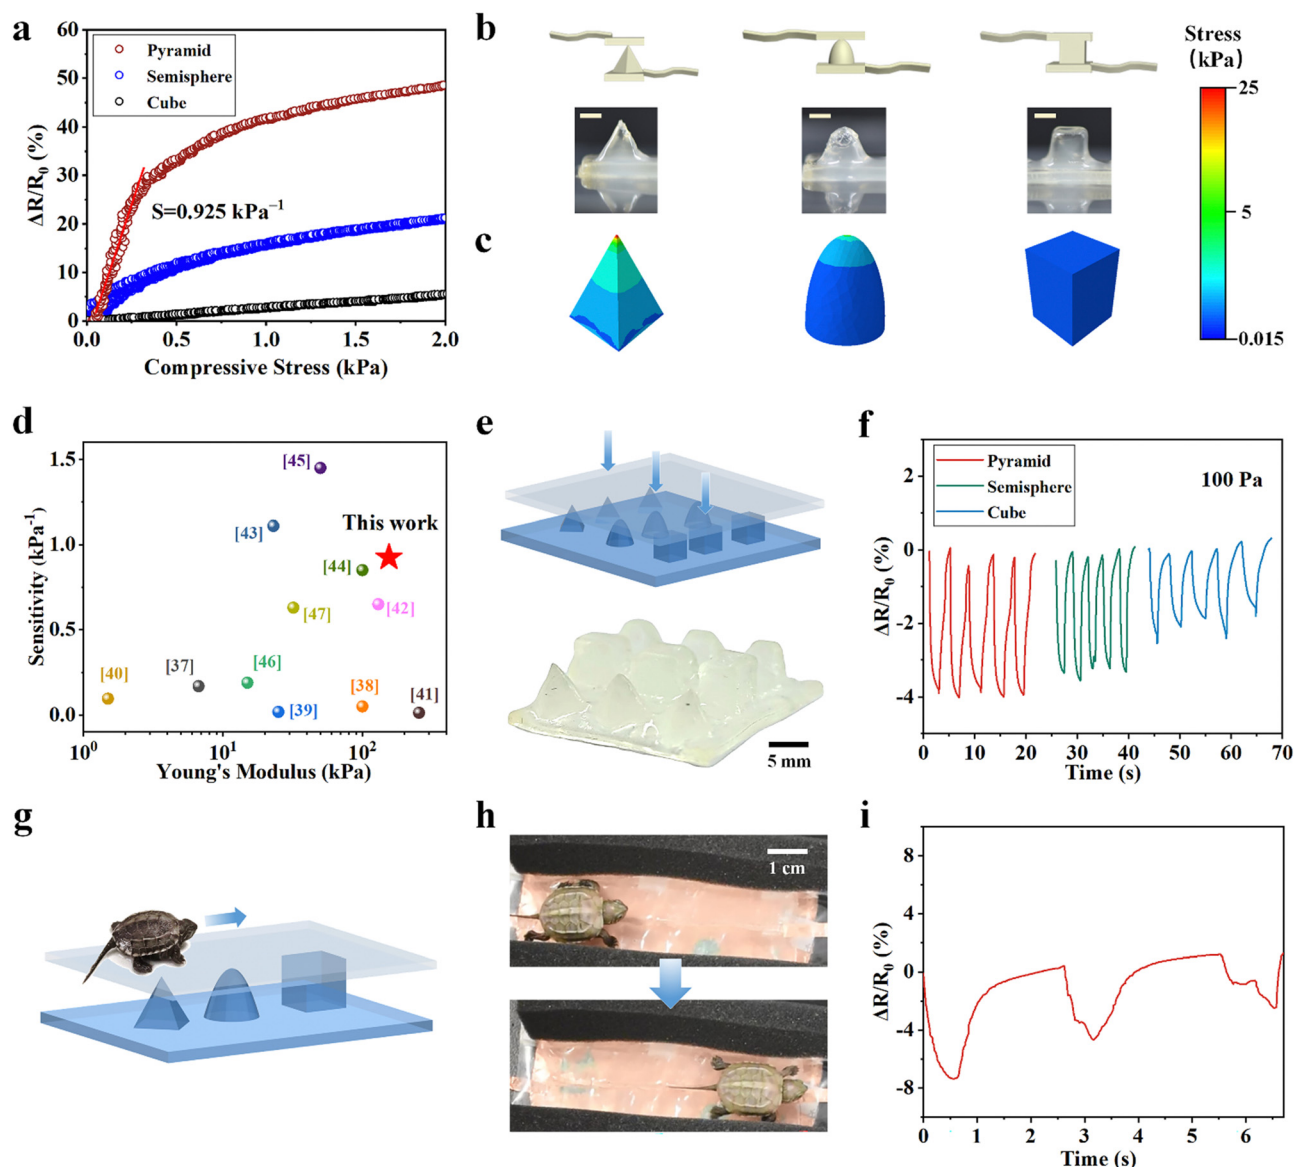 a
60
50
40
30
20
10
0
ΔR/R0 (%)
Pyramid
Semisphere
Cube
S=0.925 kPa⁻¹
0.0
0.5
1.0
1.5
2.0
Compressive Stress (kPa)
b
Stress
(kPa)
25
5
0.015
c
d
1.5
1.0
0.5
0.0
Sensitivity (kPa⁻¹)
[45]
[43]
This work
[44]
[47]
[42]
[40]
[37]
[46]
[39]
[38]
[41]
10⁰
10¹
10²
Young's Modulus (kPa)
e
5 mm
f
2
0
-2
-4
ΔR/R0 (%)
Pyramid
Semisphere
Cube
100 Pa
0
10
20
30
40
50
60
70
Time (s)
g
h
1 cm
i
8
4
0
-4
-8
ΔR/R0 (%)
0
1
2
3
4
5
6
Time (s)